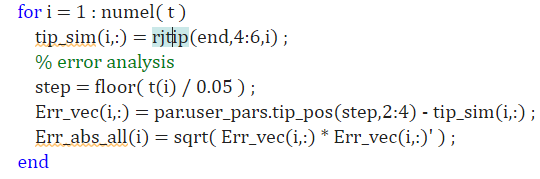 for i = 1 : numel( t )
tip_sim(i,:) = rjtip(end,4:6,i) ;
% error analysis
step = floor( t(i) / 0.05 ) ;
Err_vec(i,:) = par.user_pars.tip_pos(step,2:4) - tip_sim(i,:) ;
Err_abs_all(i) = sqrt( Err_vec(i,:) * Err_vec(i,:)' ) ;
end